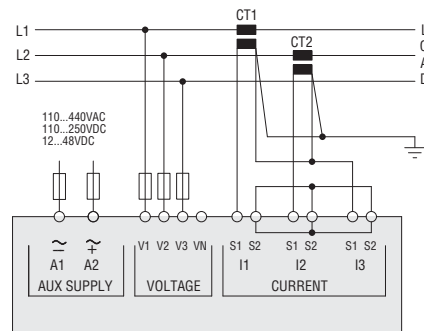 CT1
L1
L
CT2
O
L2
A
L3
D
110...440VAC
110...250VDC
12...48VDC
V1 V2 V3 VN S1 S2 S1 S2 S1 S2
A1 A2 I1 I2 I3
AUX SUPPLY VOLTAGE CURRENT